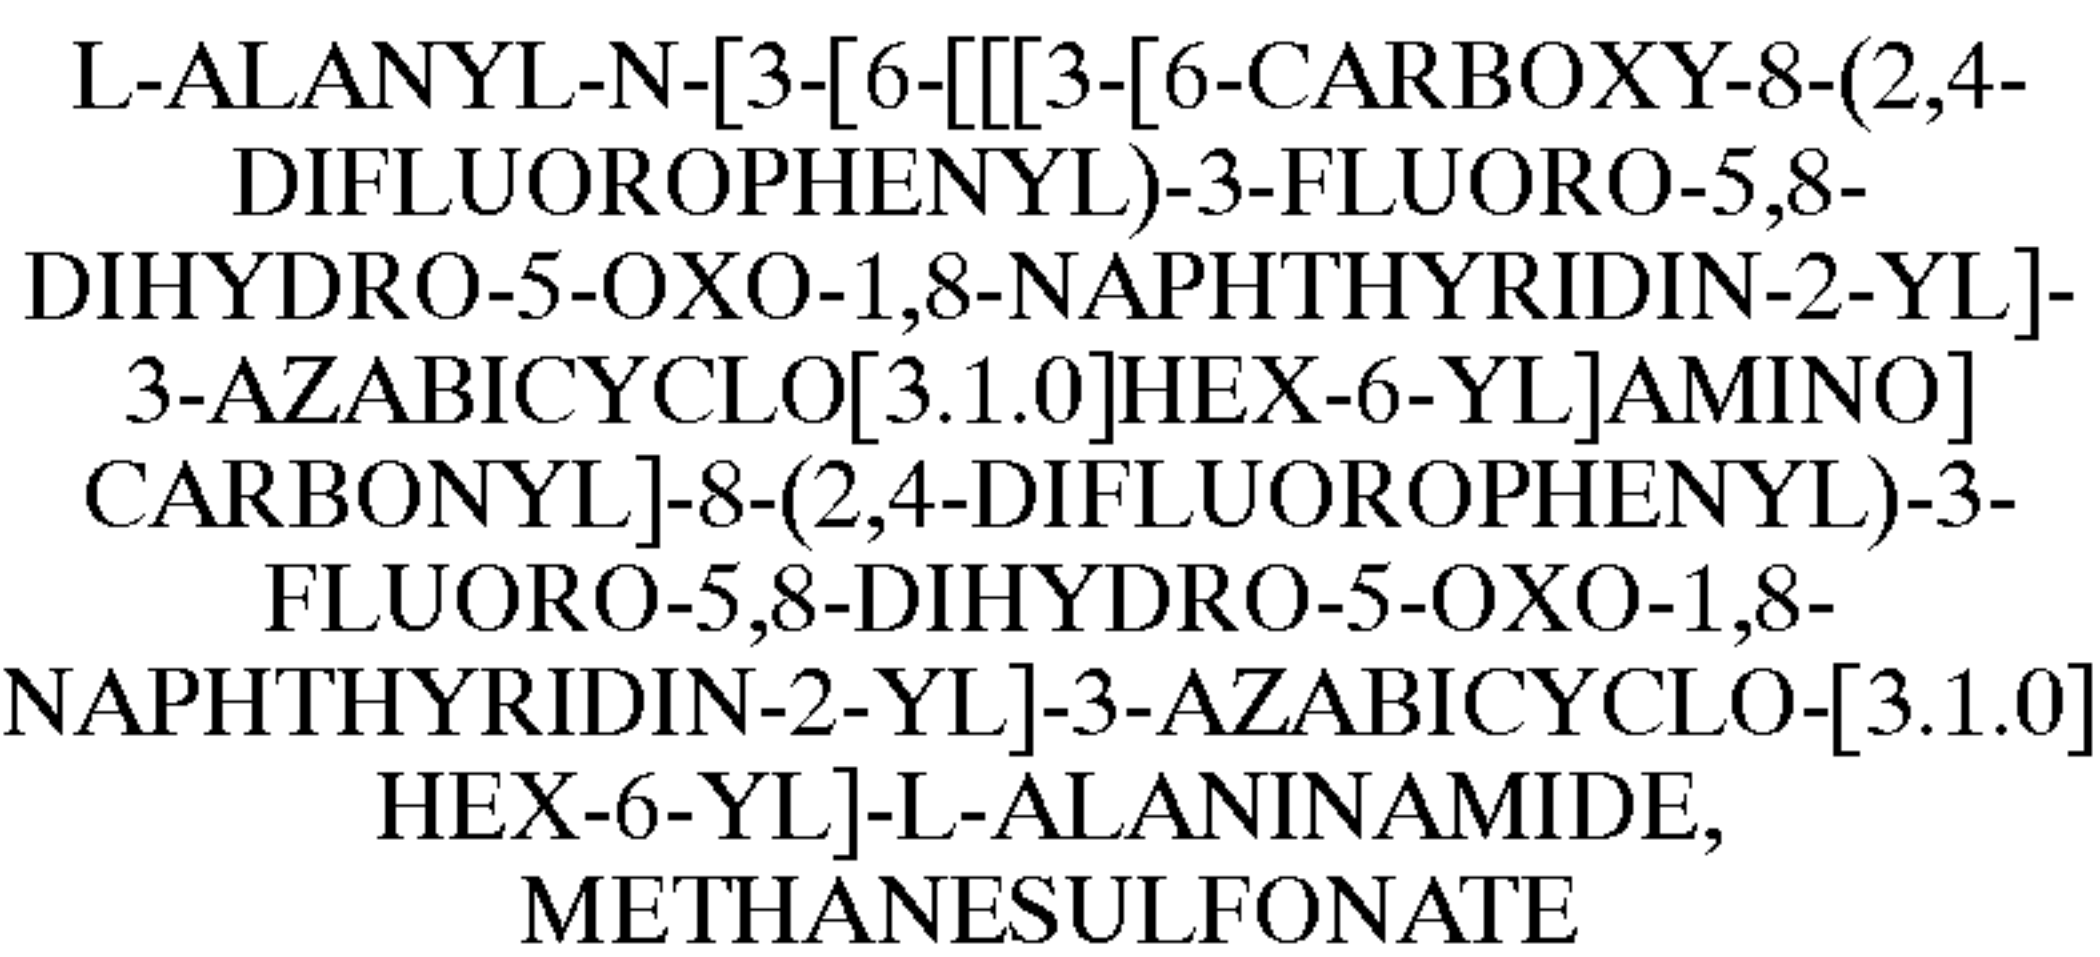 L-ALANYL-N-[3-[6-[[[3-[6-CARBOXY-8-(2,4-
DIFLUOROPHENYL)-3-FLUORO-5,8-
DIHYDRO-5-OXO-1,8-NAPHTHYRIDIN-2-YL]-
3-AZABICYCLO[3.1.0]HEX-6-YL]AMINO]
CARBONYL]-8-(2,4-DIFLUOROPHENYL)-3-
FLUORO-5,8-DIHYDRO-5-OXO-1,8-
NAPHTHYRIDIN-2-YL]-3-AZABICYCLO-[3.1.0]
HEX-6-YL]-L-ALANINAMIDE,
METHANESULFONATE